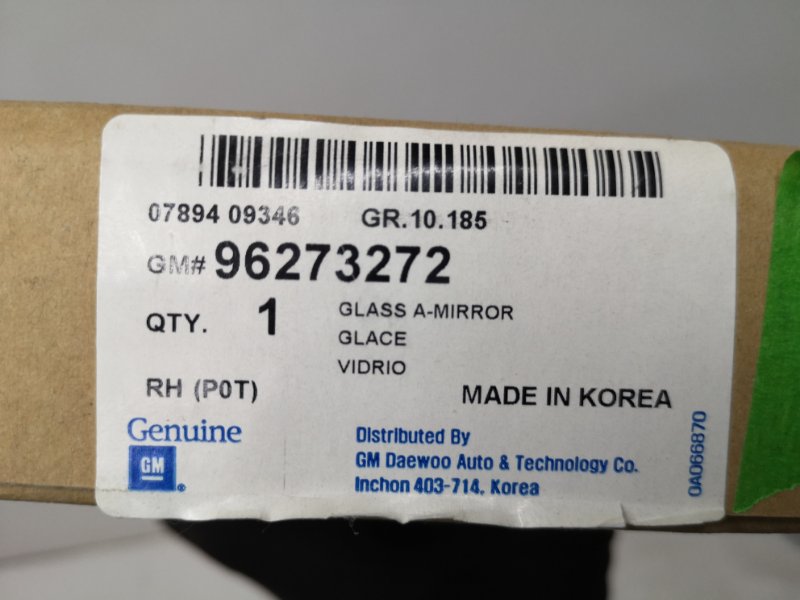 07894 09346 GR.10.185
GM# 96273272
QTY. 1 GLASS A-MIRROR
GLACE
VIDRIO
RH (P0T) MADE IN KOREA
Genuine
GM
®
Distributed By
GM Daewoo Auto & Technology Co.
Inchon 403-714, Korea
0A066870